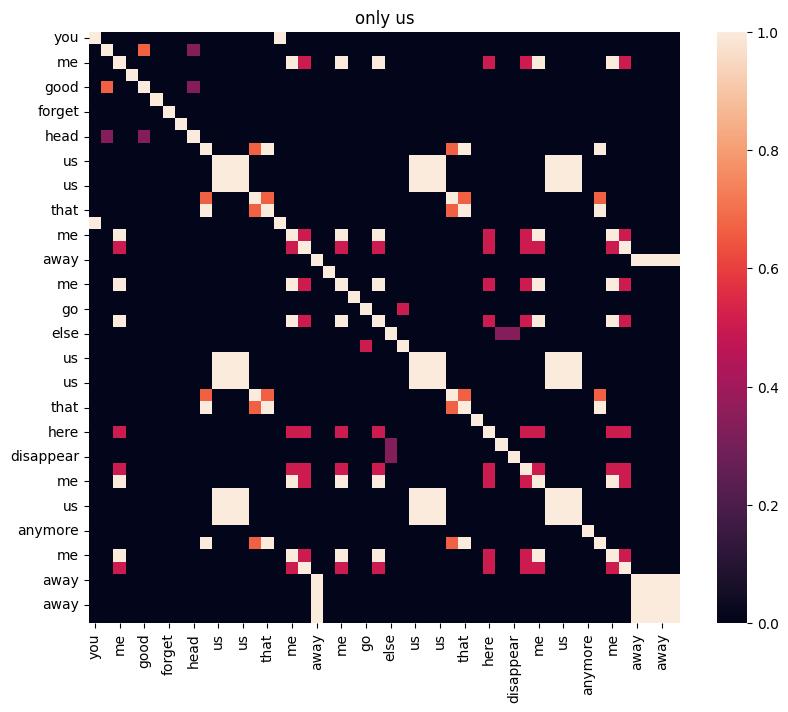 only us
you
me
good
forget
head
us
us
that
me
away
me
go
else
us
us
that
here
disappear
me
us
anymore
me
away
away
you
me
good
forget
head
us
us
that
me
away
me
go
else
us
us
that
here
disappear
me
us
anymore
me
away
away
1.0
0.8
0.6
0.4
0.2
0.0